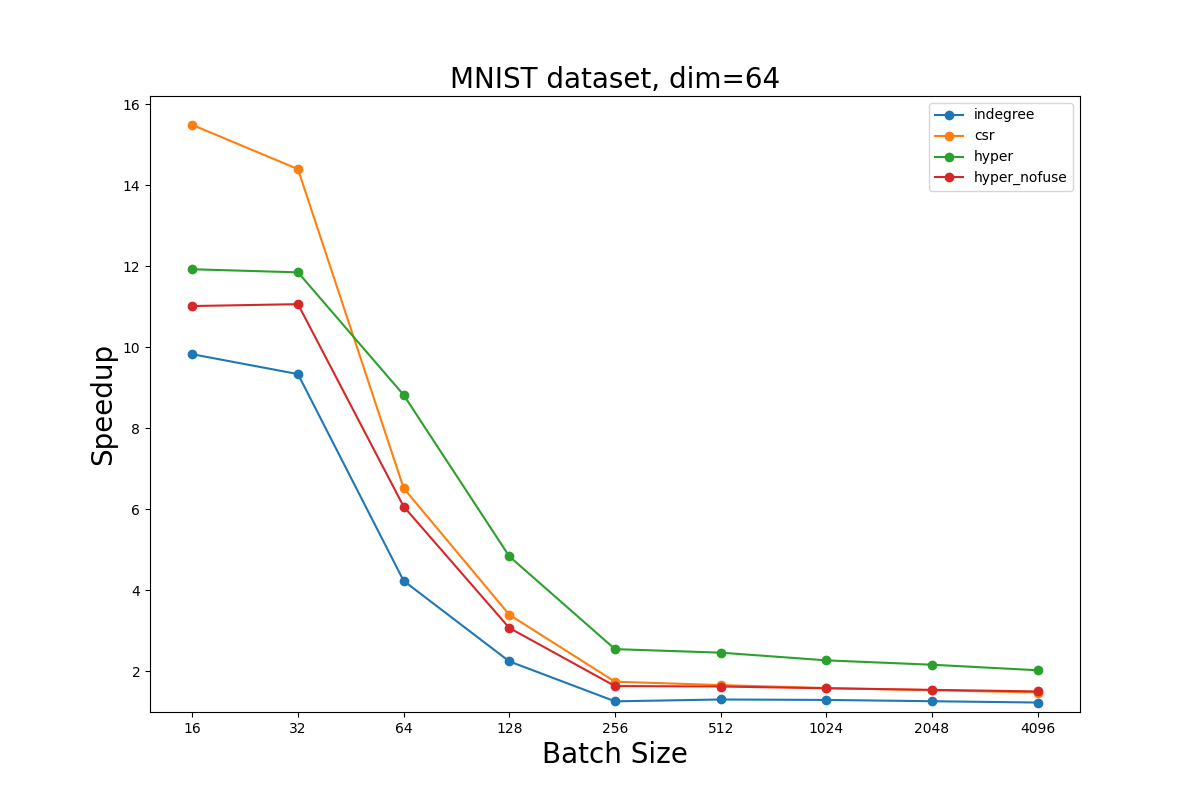 MNIST dataset, dim=64
indegree
csr
hyper
hyper_nofuse
16
14
12
10
8
6
4
2
Speedup
16 32 64 128 256 512 1024 2048 4096
Batch Size